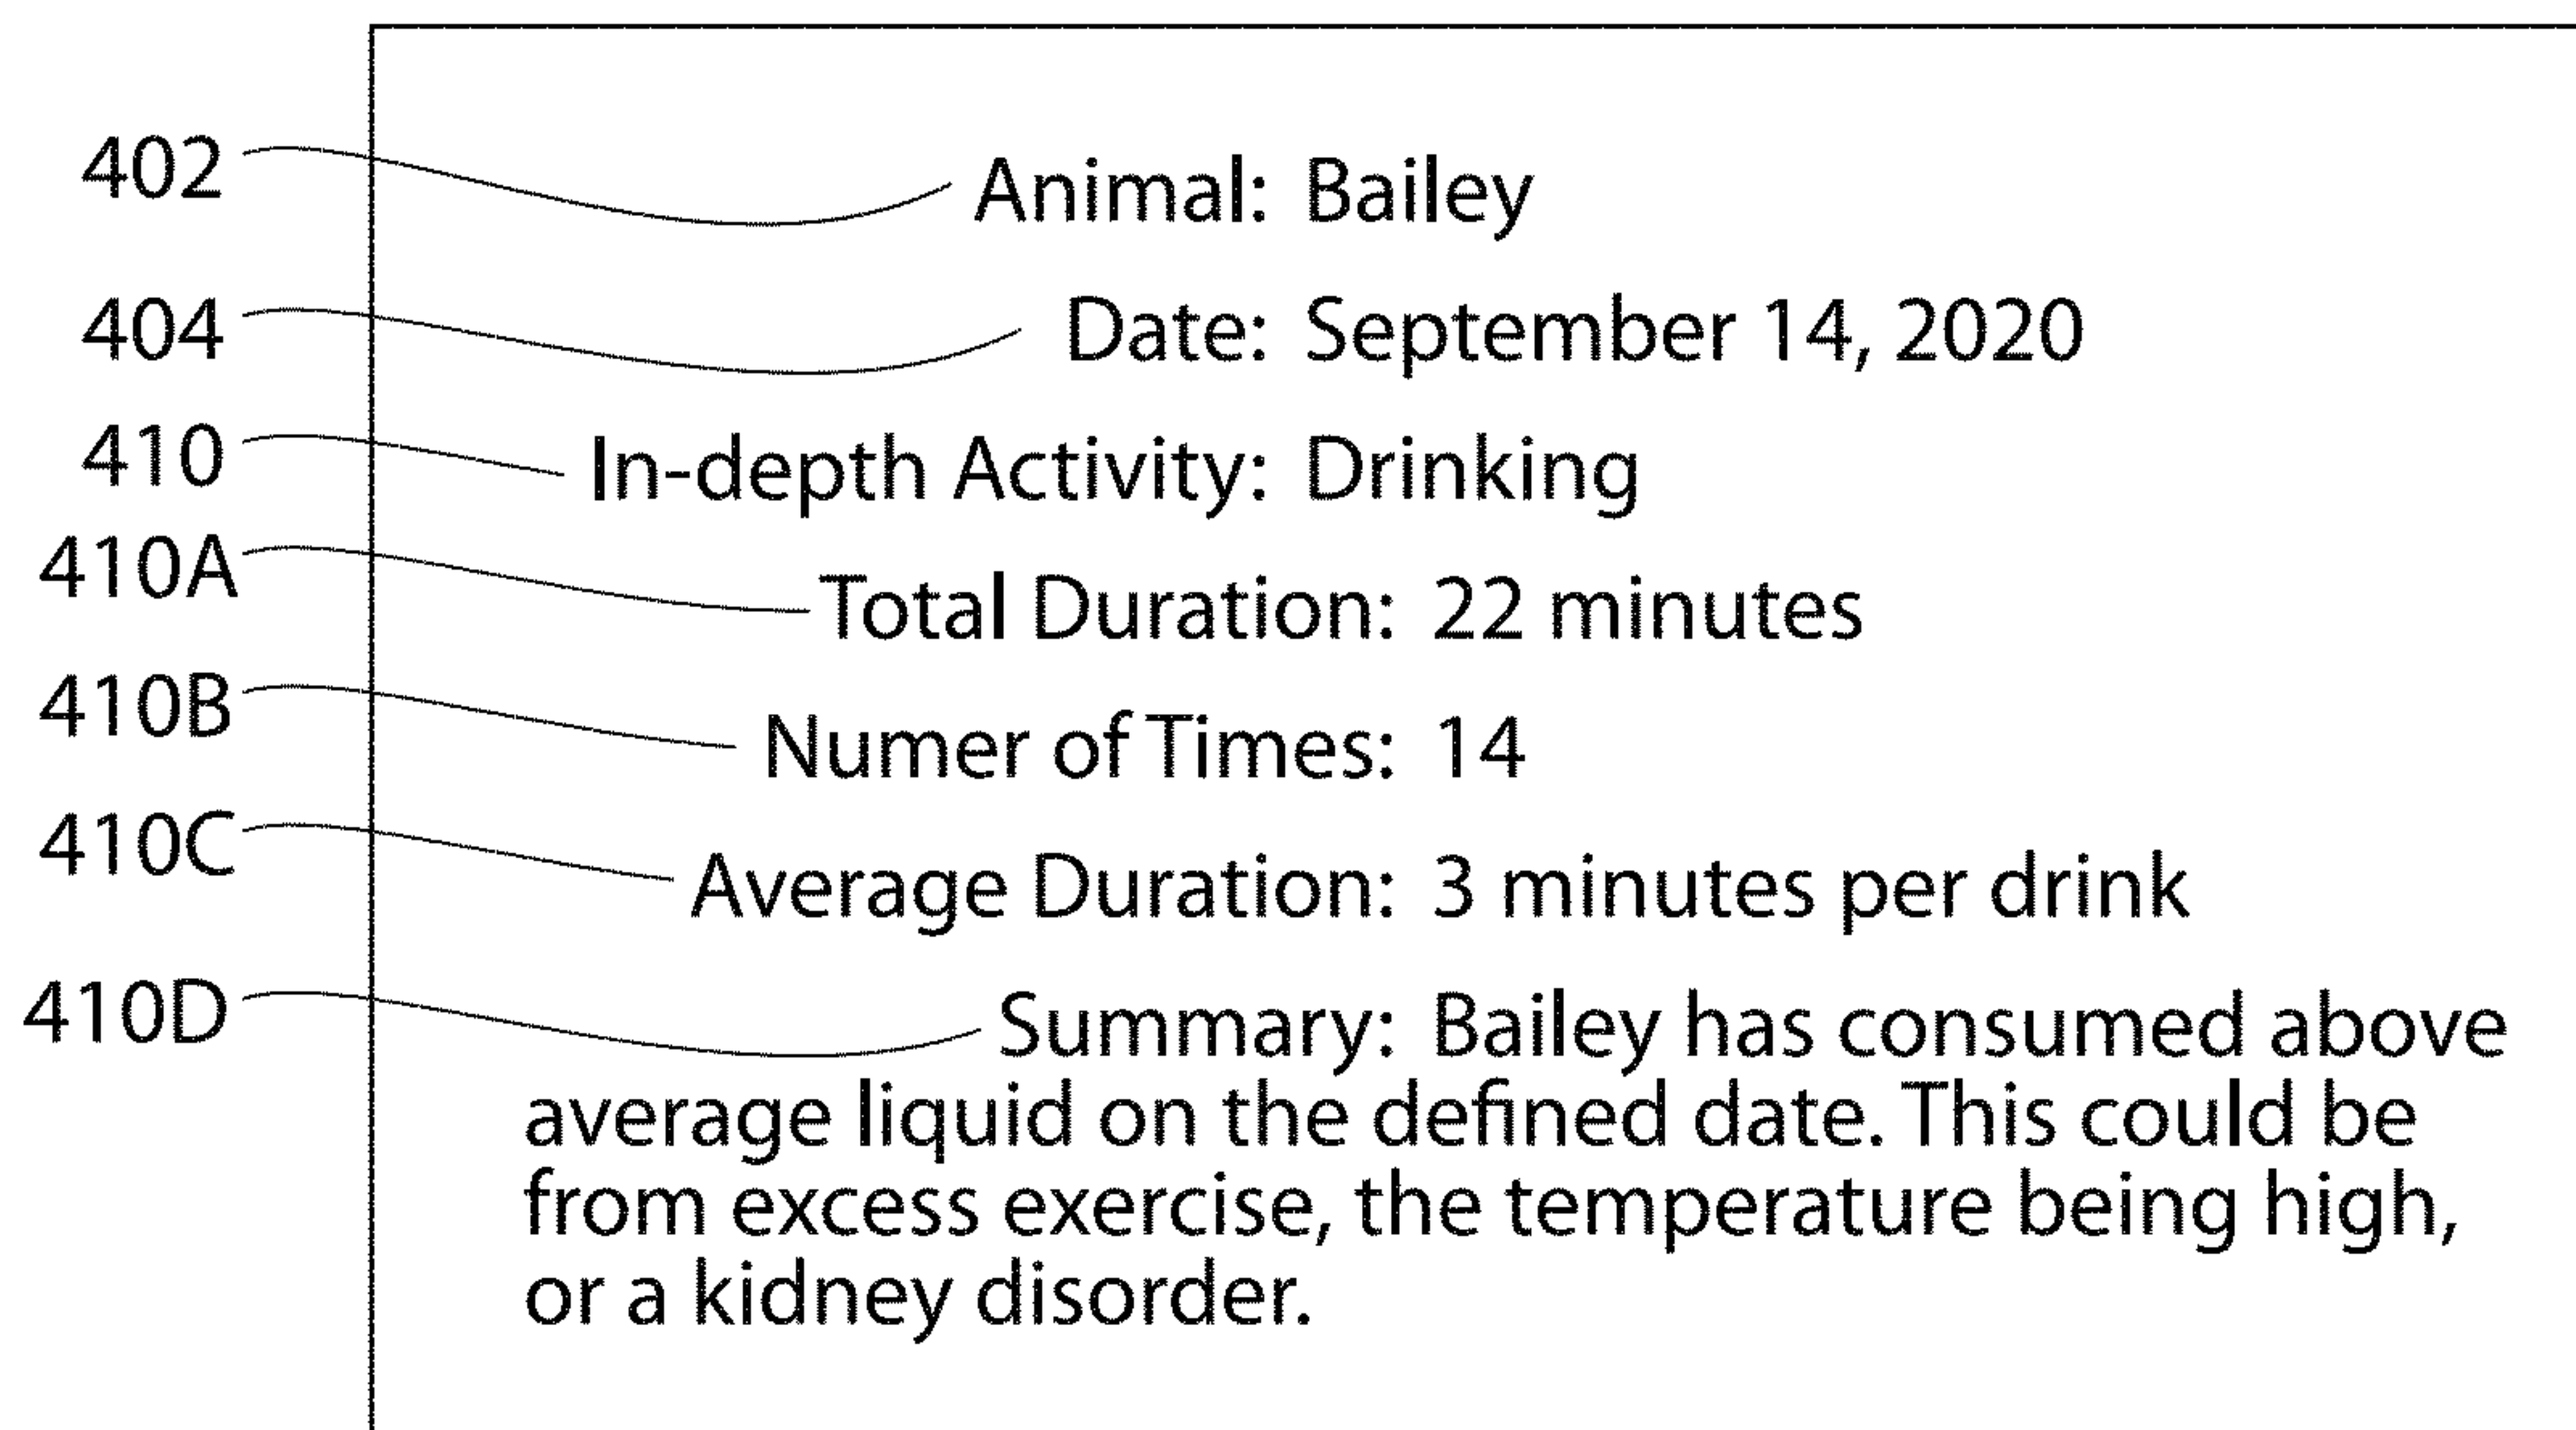 402 Animal: Bailey
404 Date: September 14, 2020
410 In-depth Activity: Drinking
410A Total Duration: 22 minutes
410B Numer of Times: 14
410C Average Duration: 3 minutes per drink
410D Summary: Bailey has consumed above
average liquid on the defined date. This could be
from excess exercise, the temperature being high,
or a kidney disorder.